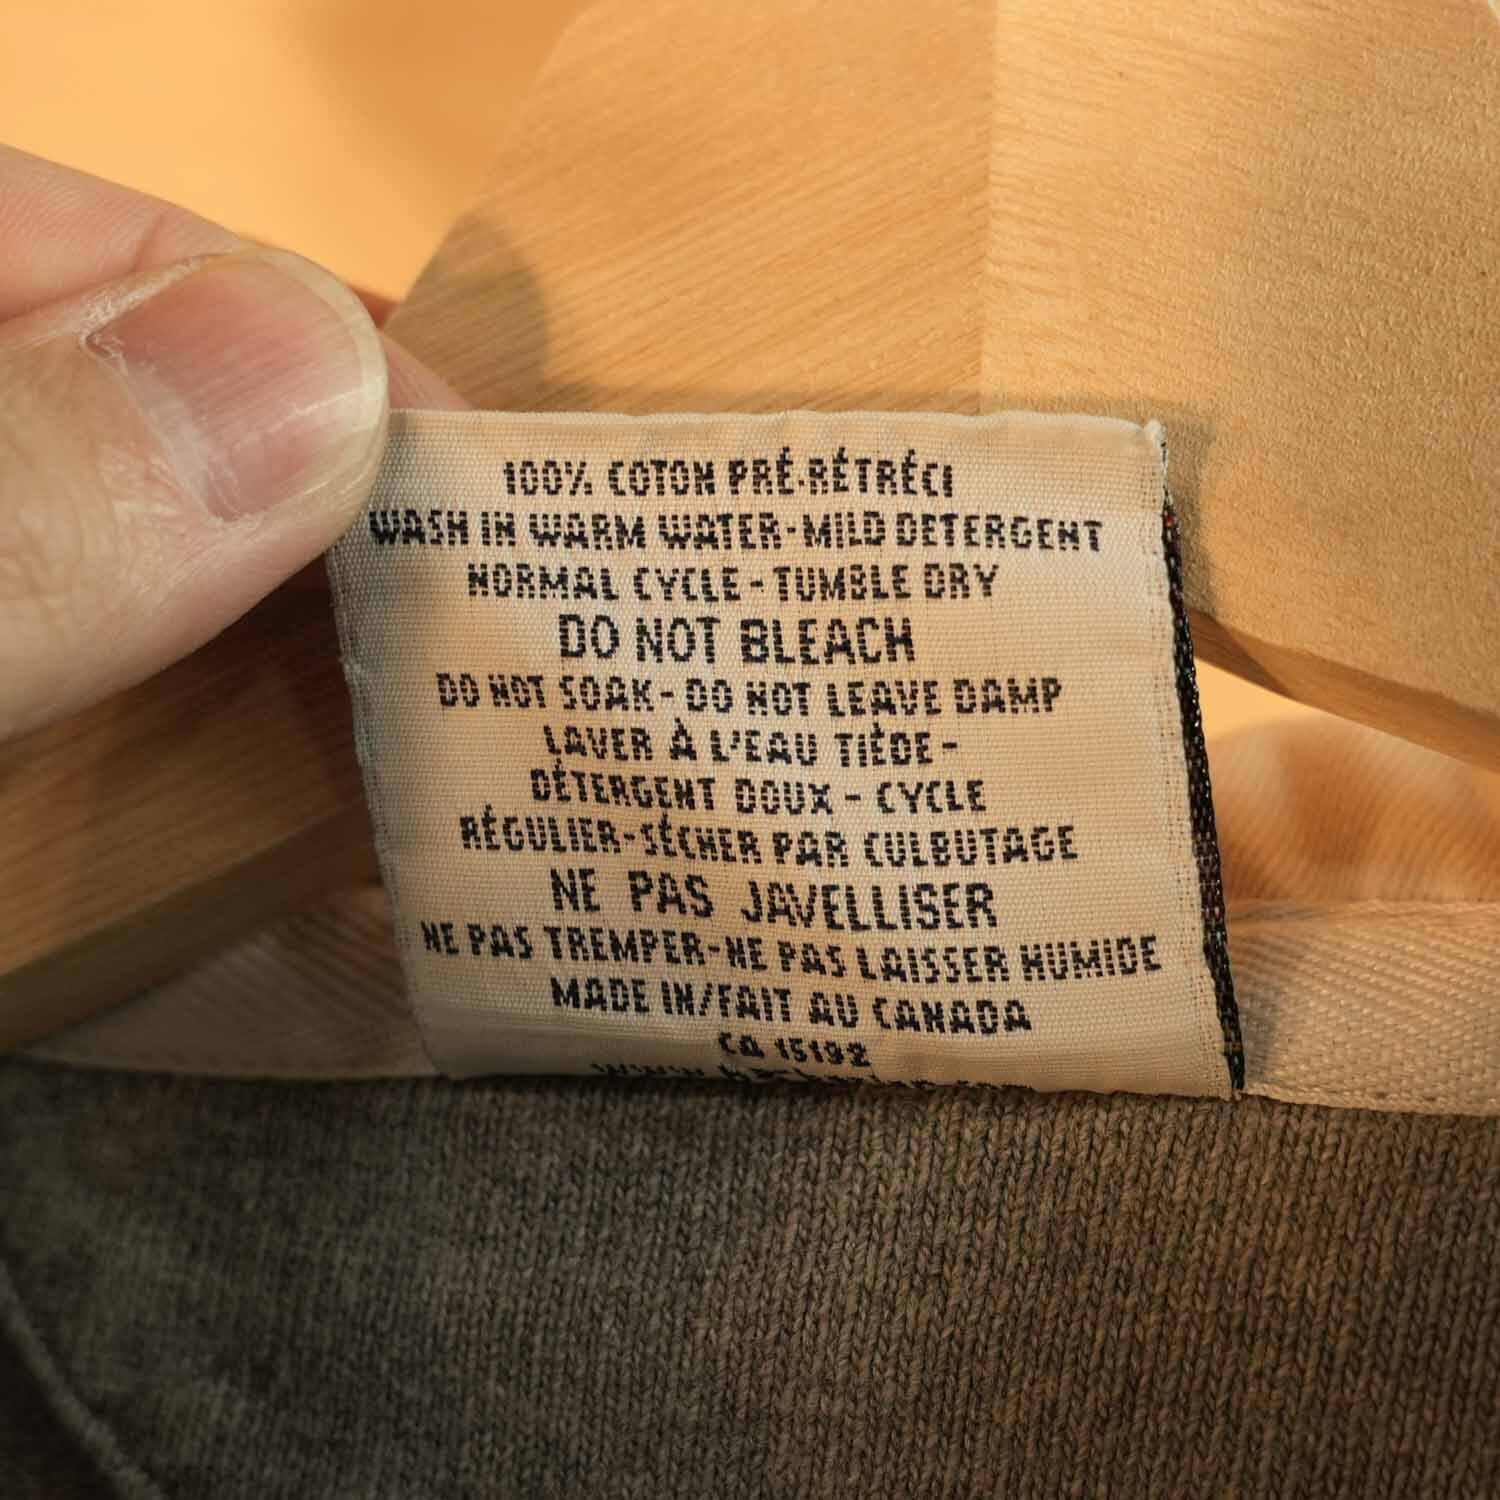 100% COTON PRÉ-RÉTRÉCI
WASH IN WARM WATER-MILD DETERGENT
NORMAL CYCLE - TUMBLE DRY
DO NOT BLEACH
DO NOT SOAK - DO NOT LEAVE DAMP
LAVER À L'EAU TIÈDE -
DÉTERGENT DOUX - CYCLE
RÉGULIER-SÉCHER PAR CULBUTAGE
NE PAS JAVELLISER
NE PAS TREMPER-NE PAS LAISSER HUMIDE
MADE IN/FAIT AU CANADA
CA 15192